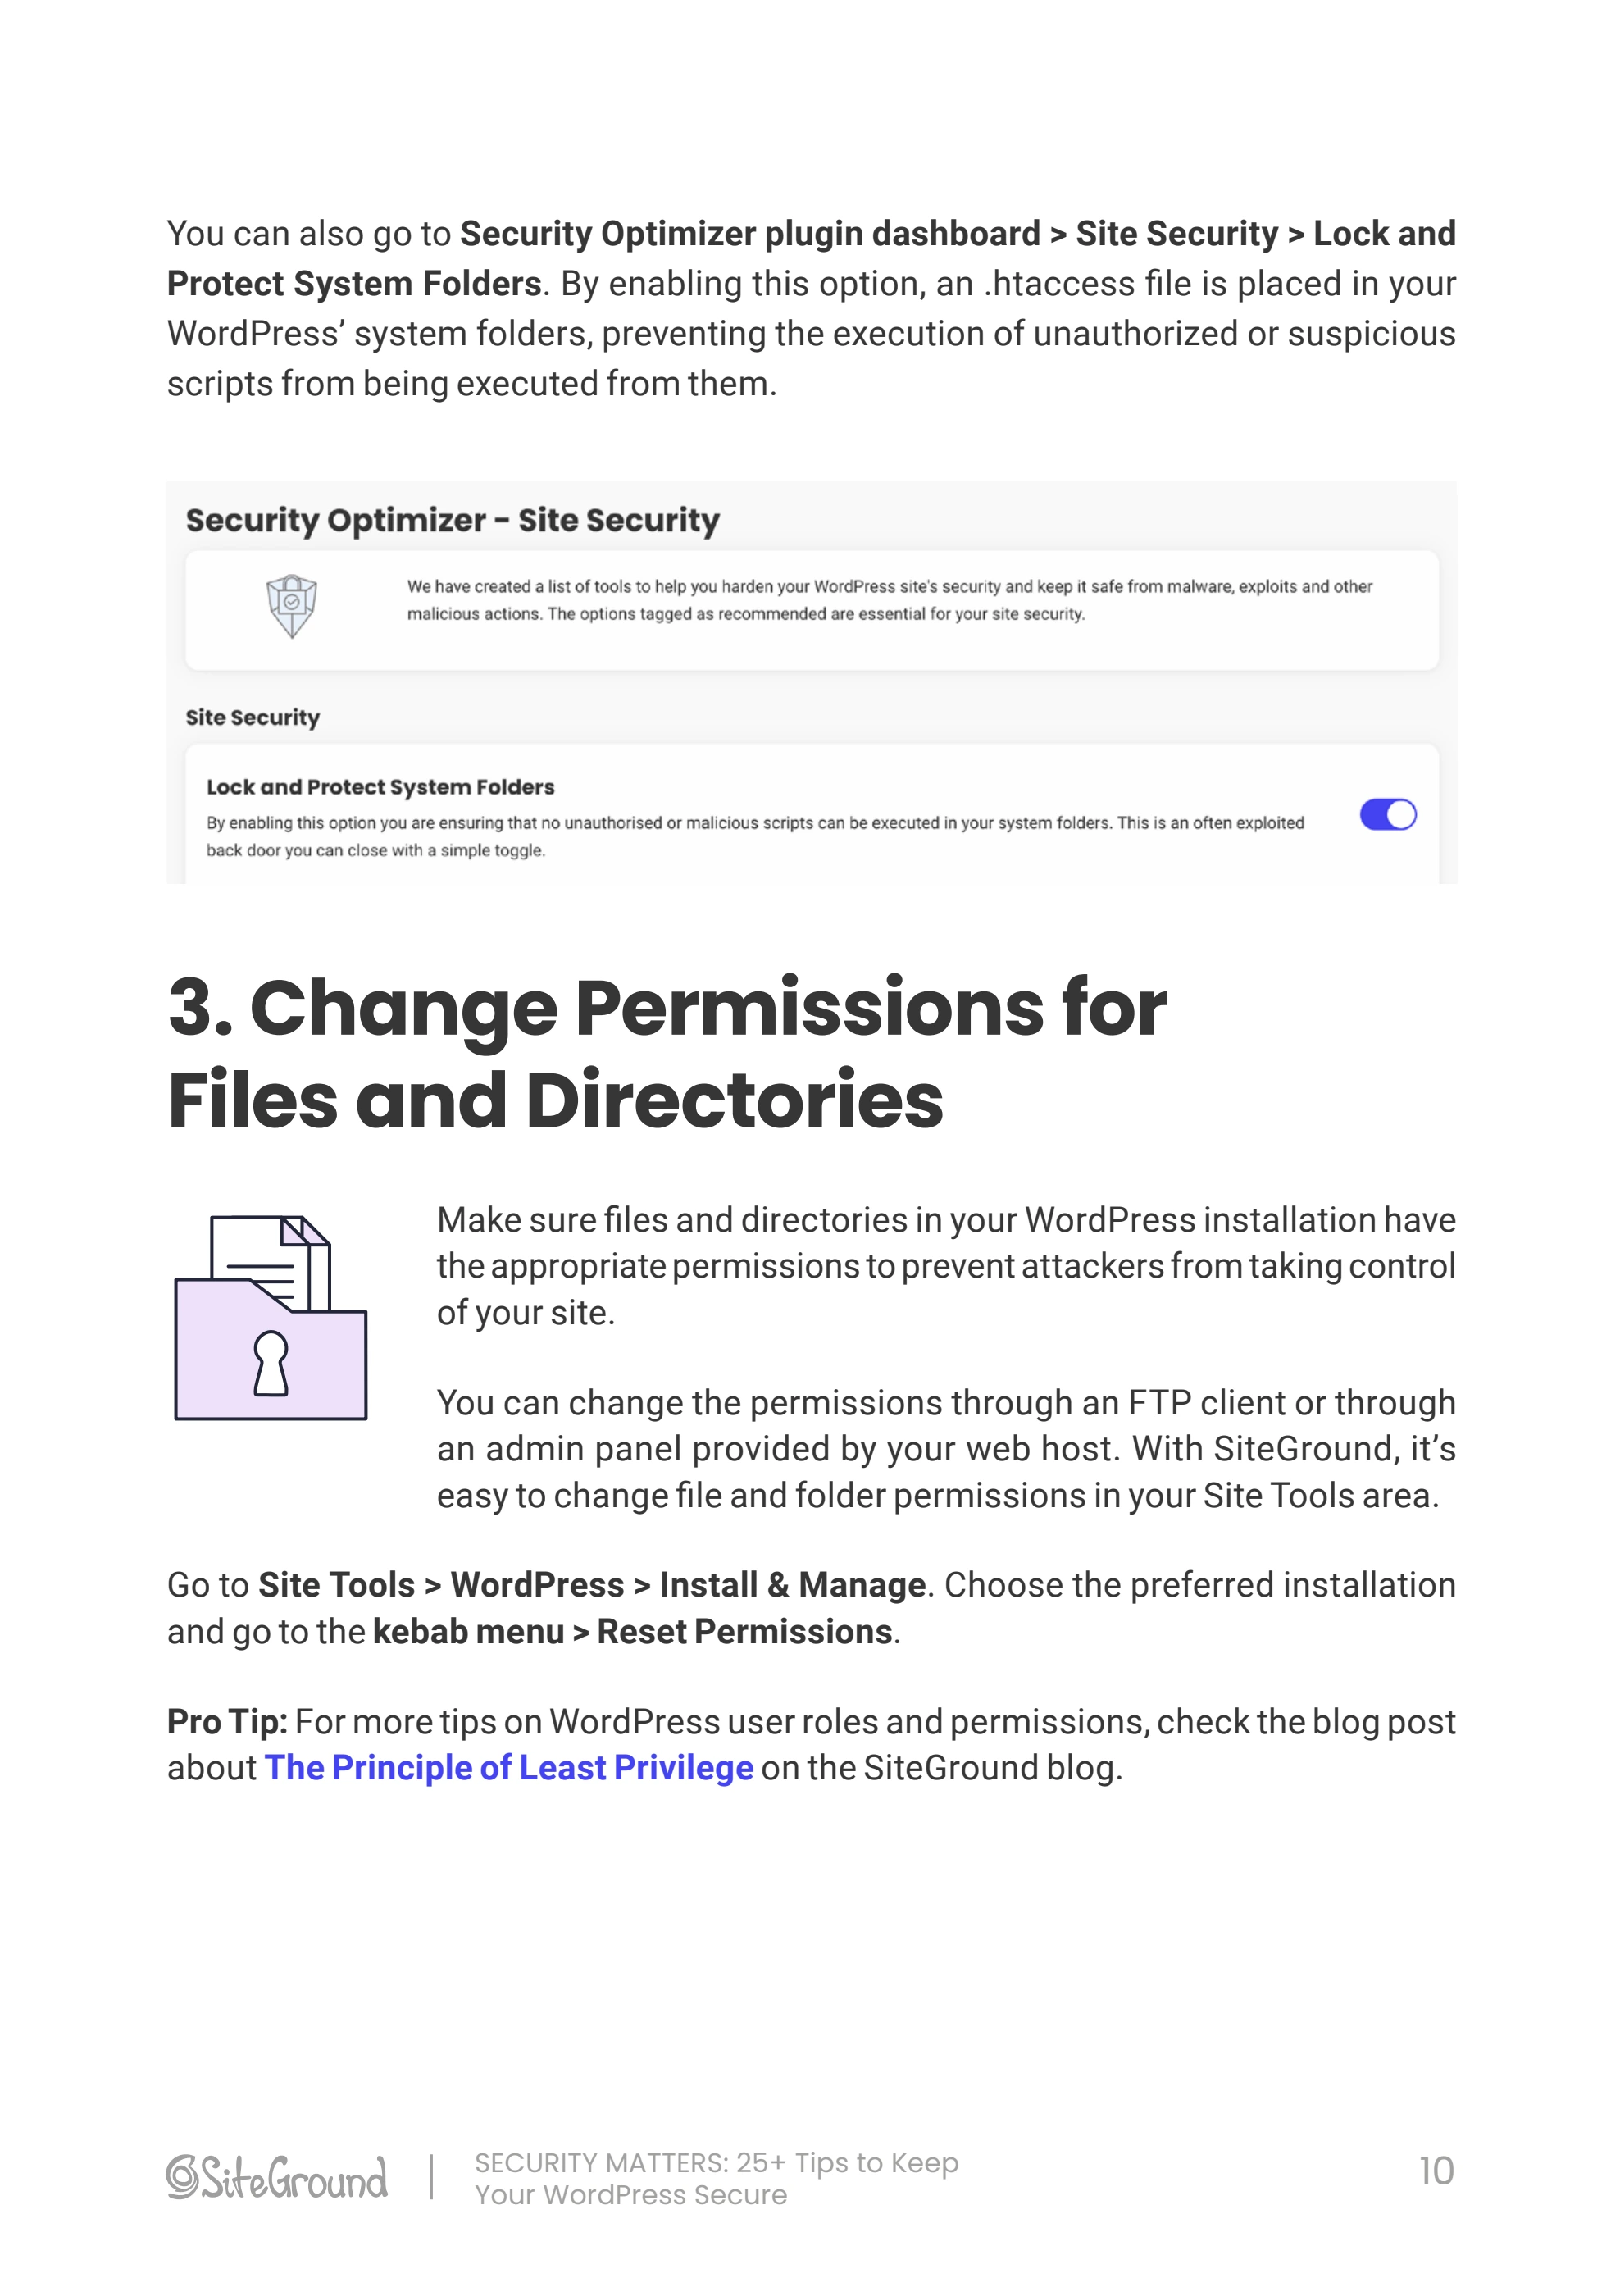 You can also go to Security Optimizer plugin dashboard > Site Security > Lock and
Protect System Folders. By enabling this option, an .htaccess file is placed in your
WordPress’ system folders, preventing the execution of unauthorized or suspicious
scripts from being executed from them.
Security Optimizer - Site Security
We have created a list of tools to help you harden your WordPress site's security and keep it safe from malware, exploits and other
malicious actions. The options tagged as recommended are essential for your site security.
Site Security
Lock and Protect System Folders
By enabling this option you are ensuring that no unauthorised or malicious scripts can be executed in your system folders. This is an often exploited
back door you can close with a simple toggle.
3. Change Permissions for
Files and Directories
Make sure files and directories in your WordPress installation have
the appropriate permissions to prevent attackers from taking control
of your site.
You can change the permissions through an FTP client or through
an admin panel provided by your web host. With SiteGround, it’s
easy to change file and folder permissions in your Site Tools area.
Go to Site Tools > WordPress > Install & Manage. Choose the preferred installation
and go to the kebab menu > Reset Permissions.
Pro Tip: For more tips on WordPress user roles and permissions, check the blog post
about The Principle of Least Privilege on the SiteGround blog.
SiteGround
SECURITY MATTERS: 25+ Tips to Keep
Your WordPress Secure
10